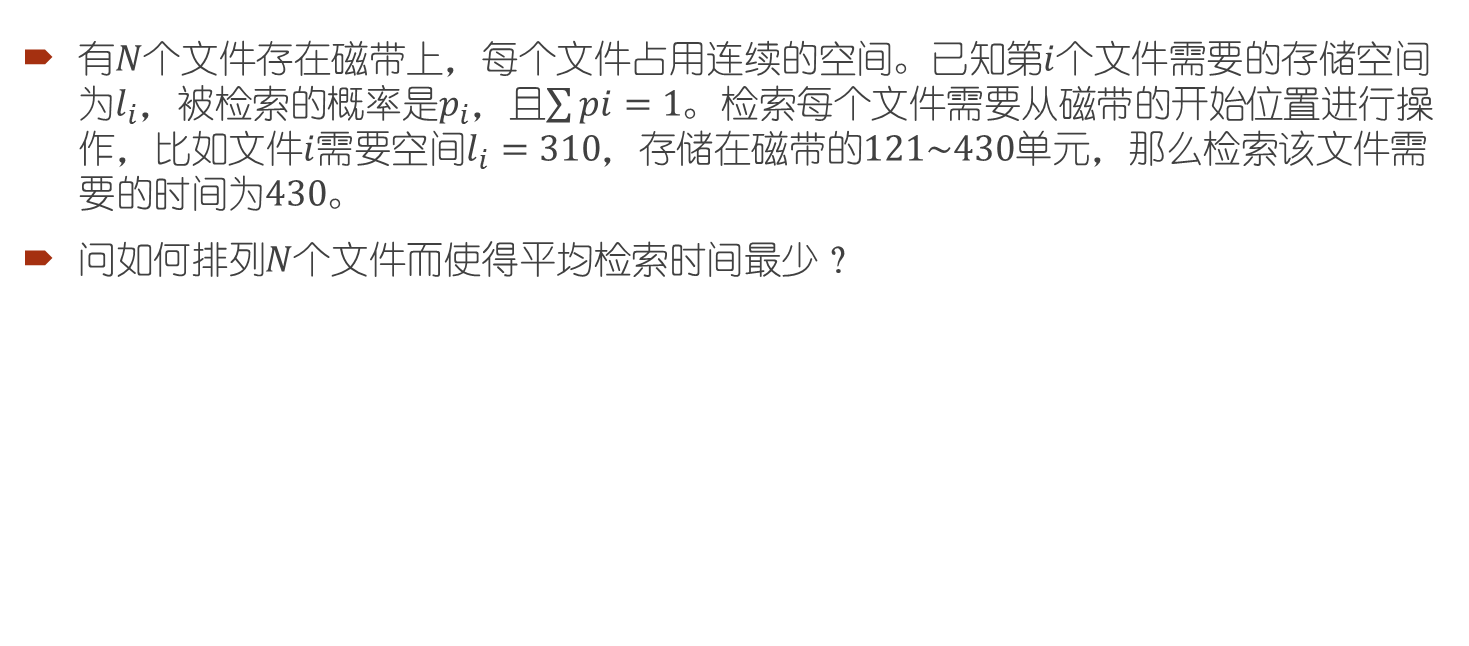 有N个文件存在磁带上，每个文件占用连续的空间。已知第i个文件需要的存储空间
为lᵢ，被检索的概率是pᵢ，且∑pi = 1。检索每个文件需要从磁带的开始位置进行操
作，比如文件i需要空间lᵢ = 310，存储在磁带的121~430单元，那么检索该文件需
要的时间为430。
问如何排列N个文件而使得平均检索时间最少？